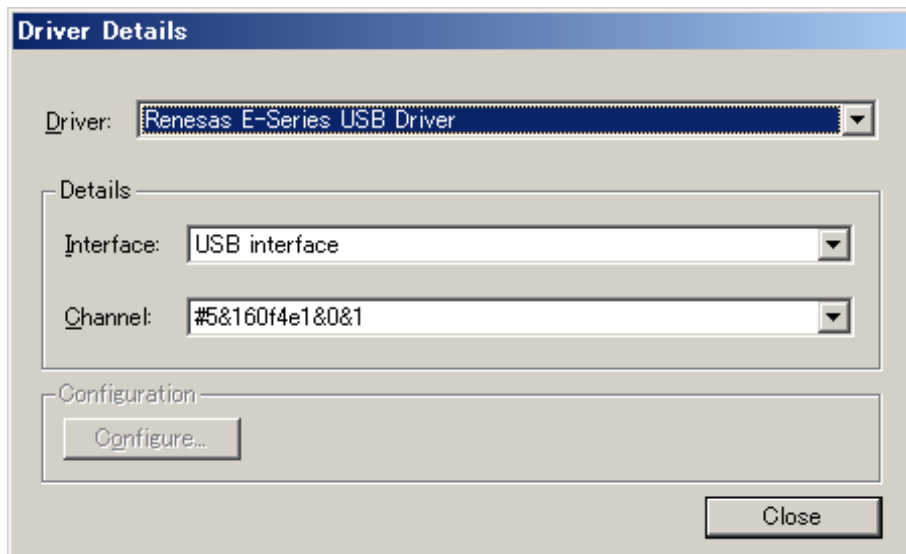 Driver Details
Driver: Renesas E-Series USB Driver
Details
Interface: USB interface
Channel: #5&160f4e1&0&1
Configuration
Configure...
Close